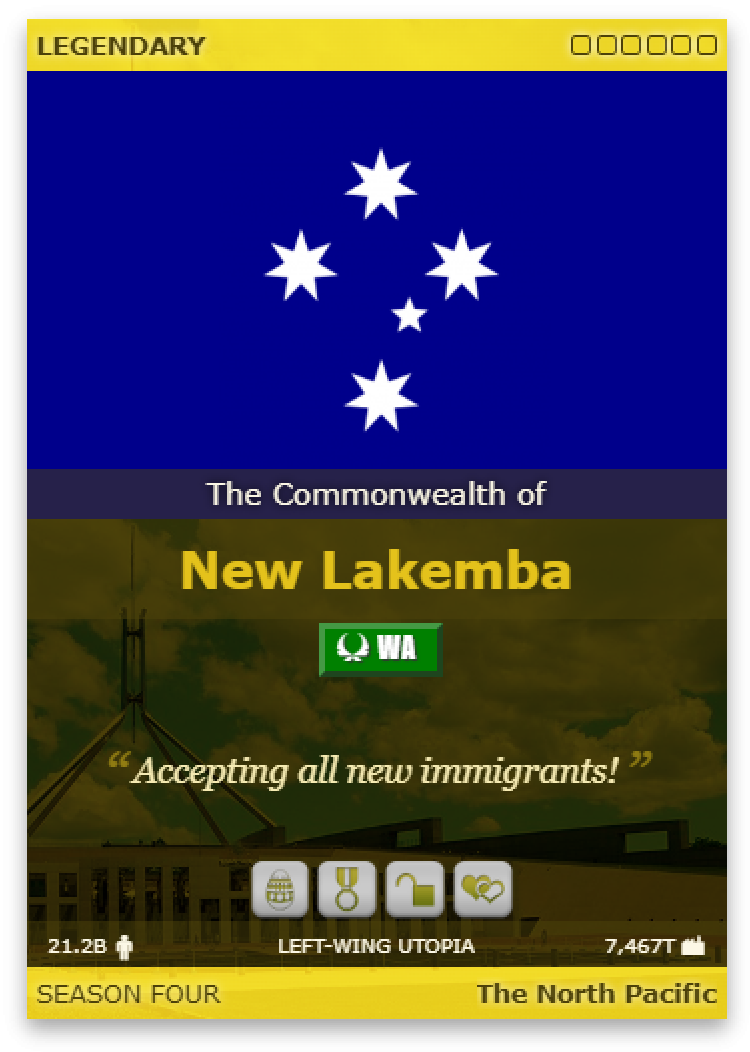 LEGENDARY
The Commonwealth of
New Lakemba
WA
“Accepting all new immigrants!”
21.2B LEFT-WING UTOPIA 7,467T
SEASON FOUR The North Pacific